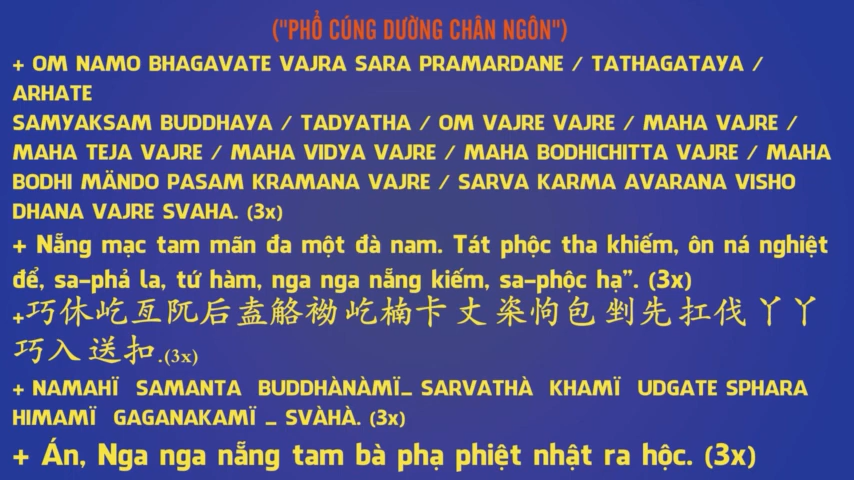 ("PHỔ CÚNG DƯỜNG CHÂN NGÔN")
+ OM NAMO BHAGAVATE VAJRA SARA PRAMARDANE / TATHAGATAYA /
ARHATE
SAMYAKSAM BUDDHAYA / TADYATHA / OM VAJRE VAJRE / MAHA VAJRE /
MAHA TEJA VAJRE / MAHA VIDYA VAJRE / MAHA BODHICHITTA VAJRE / MAHA
BODHI MÄNDO PASAM KRAMANA VAJRE / SARVA KARMA AVARANA VISHO
DHANA VAJRE SVAHA. (3x)
+ Nẵng mạc tam mãn đa một đà nam. Tát phộc tha khiếm, ôn ná nghiệt
để, sa-phả la, tứ hàm, nga nga nẵng kiếm, sa-phộc hạ”. (3x)
+巧休屹亙阮后盍觡袎屹楠卡丈粢怐包剉先扛伐丫丫
巧入送扣.(3x)
+ NAMAHÏ SAMANTA BUDDHÀNÀMÏ_ SARVATHÀ KHAMÏ UDGATE SPHARA
HIMAMÏ GAGANAKAMÏ _ SVÀHÀ. (3x)
+ Án, Nga nga nẵng tam bà phạ phiệt nhật ra hộc. (3x)